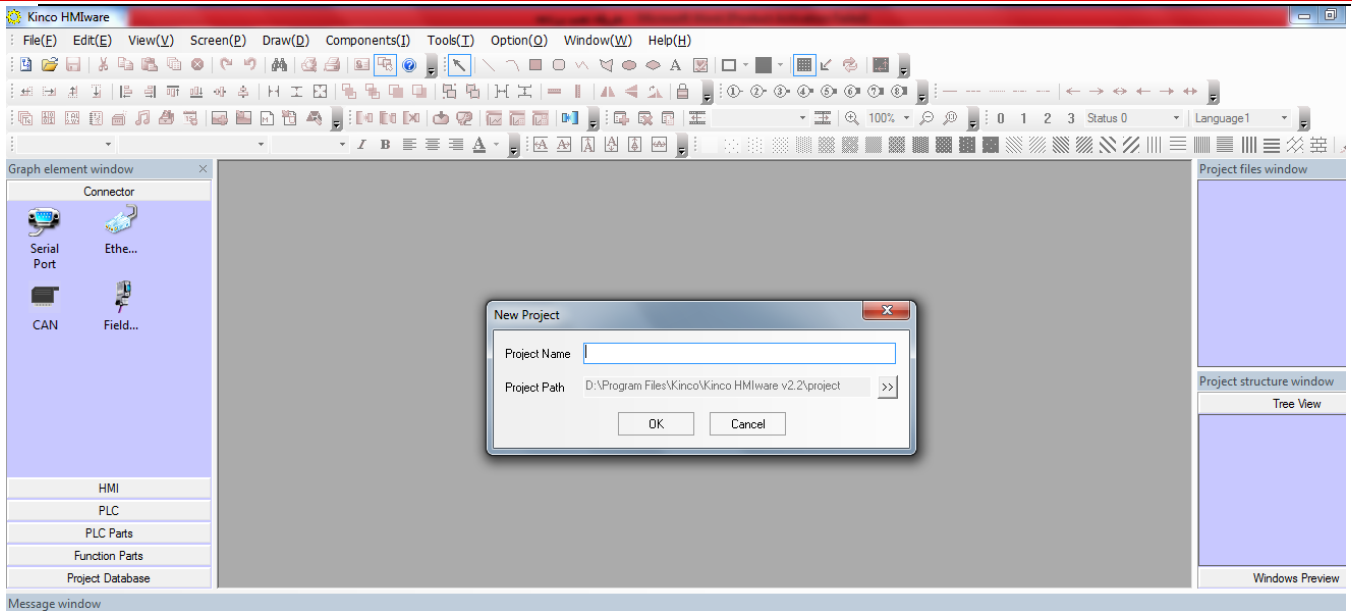 Kinco HMIware
File(F) Edit(E) View(V) Screen(P) Draw(D) Components(I) Tools(T) Option(O) Window(W) Help(H)
100% 0 1 2 3 Status 0 Language1
I B A
Graph element window
Connector
Serial Port
Ethe...
CAN
Field...
HMI
PLC
PLC Parts
Function Parts
Project Database
New Project
Project Name
Project Path D:\Program Files\Kinco\Kinco HMIware v2.2\project >>
OK Cancel
Project files window
Project structure window
Tree View
Windows Preview
Message window